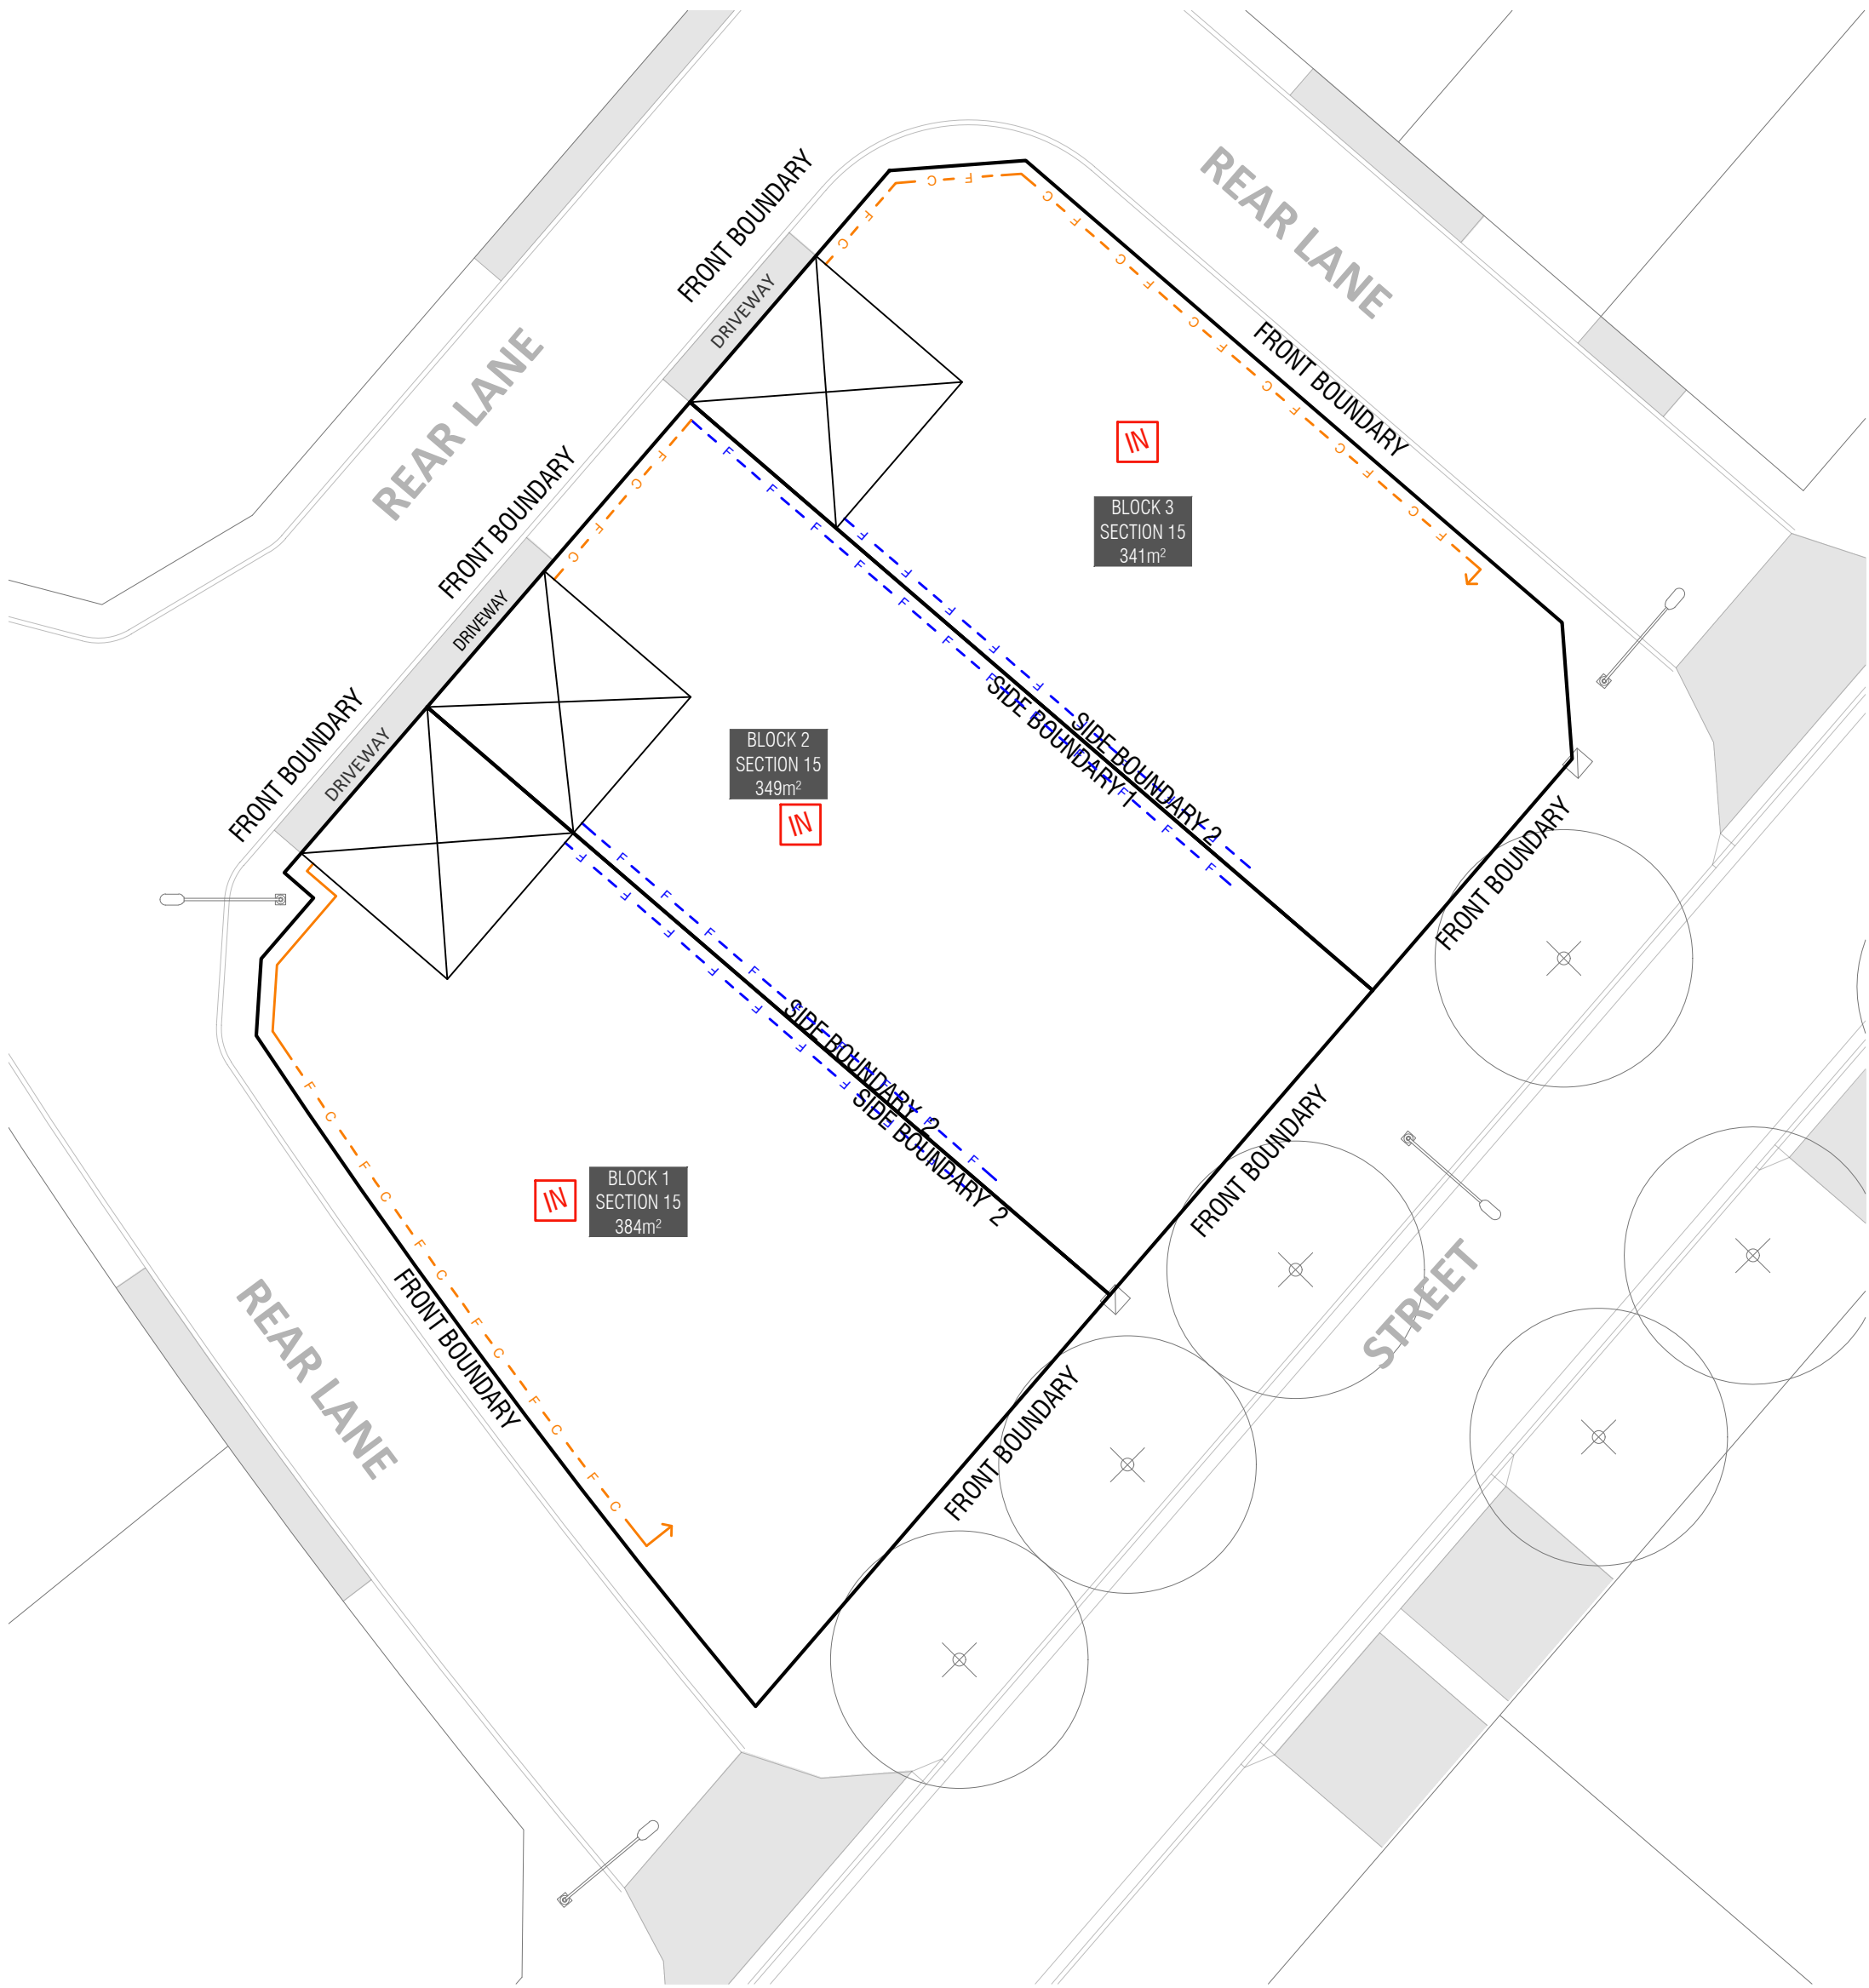 FRONT BOUNDARY
REAR LANE
DRIVEWAY
C F C F C F C F C F C F C F C F C F
FRONT BOUNDARY
REAR LANE
FRONT BOUNDARY
F C F C
IN
BLOCK 3
SECTION 15
341m²
DRIVEWAY
F F F F F F F F F F F F
F F F F F F
SIDE BOUNDARY 2
SIDE BOUNDARY 1
FRONT BOUNDARY
DRIVEWAY
BLOCK 2
SECTION 15
349m²
IN
FRONT BOUNDARY
F F F F F F F F F
F F F F F F F F F
SIDE BOUNDARY 2
SIDE BOUNDARY 2
FRONT BOUNDARY
F C F C F C F C F C F C
IN
BLOCK 1
SECTION 15
384m²
FRONT BOUNDARY
REAR LANE
STREET
FRONT BOUNDARY